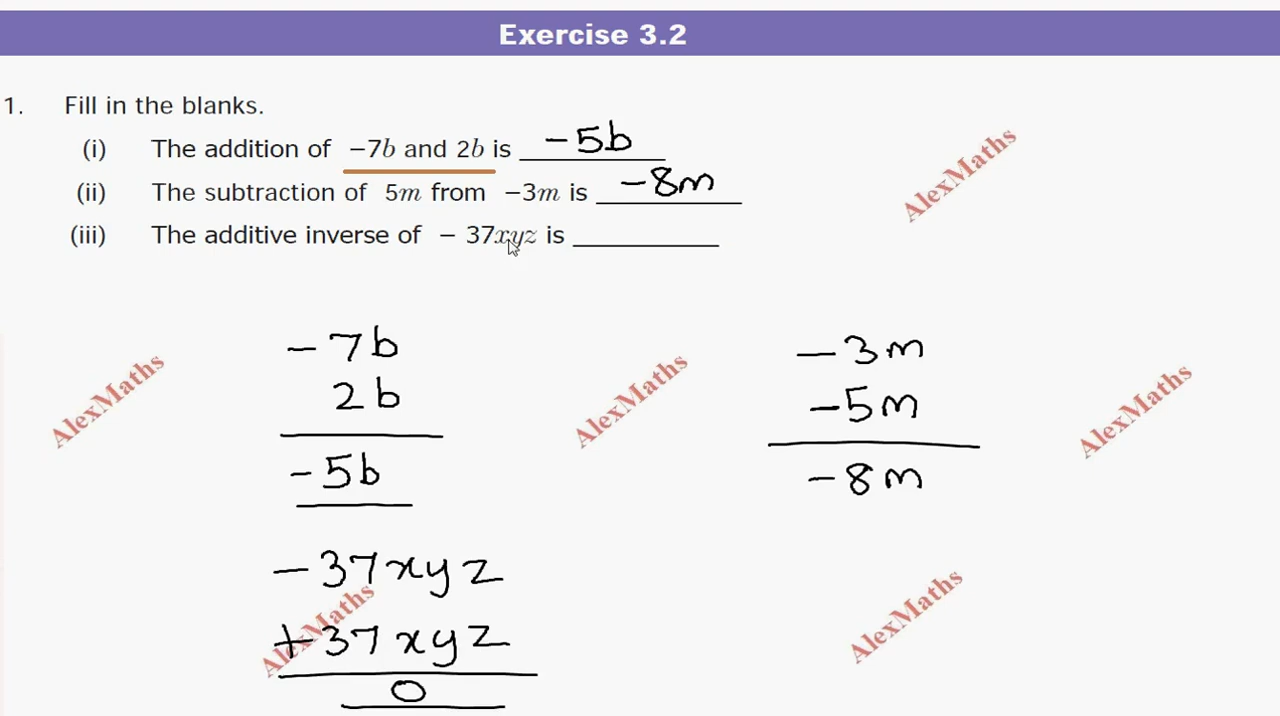 Exercise 3.2
1. Fill in the blanks.
(i) The addition of −7b and 2b is −5b
AlexMaths
(ii) The subtraction of 5m from −3m is −8m
(iii) The additive inverse of − 37xyz is
−7b
−3m
2b
−5m
AlexMaths
AlexMaths
AlexMaths
−5b
−8m
−37xyz
AlexMaths
AlexMaths
+37xyz
0